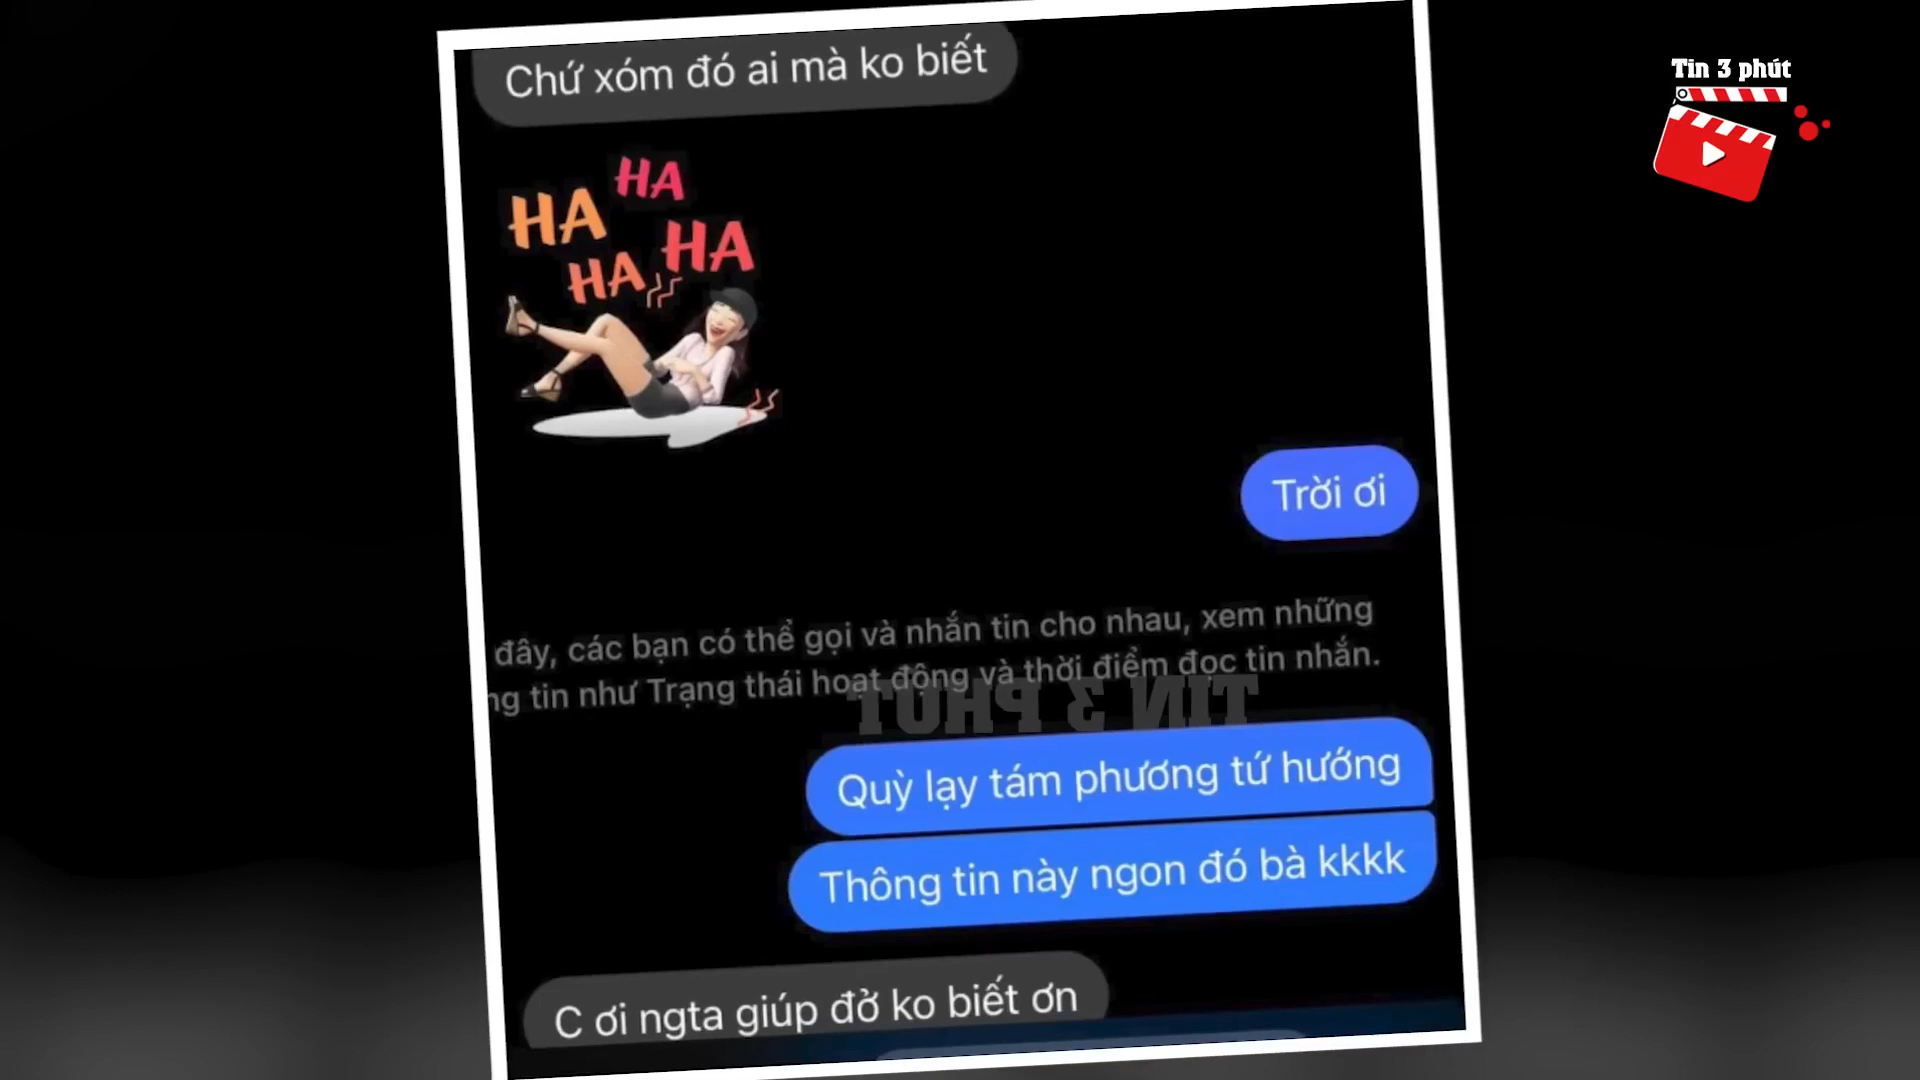 Tin 3 phút
Chứ xóm đó ai mà ko biết
HA
HA
HA
HA
Trời ơi
đây, các bạn có thể gọi và nhắn tin cho nhau, xem những
ng tin như Trạng thái hoạt động và thời điểm đọc tin nhắn.
TIN 3 PHÚT
Quỳ lạy tám phương tứ hướng
Thông tin này ngon đó bà kkkk
C ơi ngta giúp đở ko biết ơn